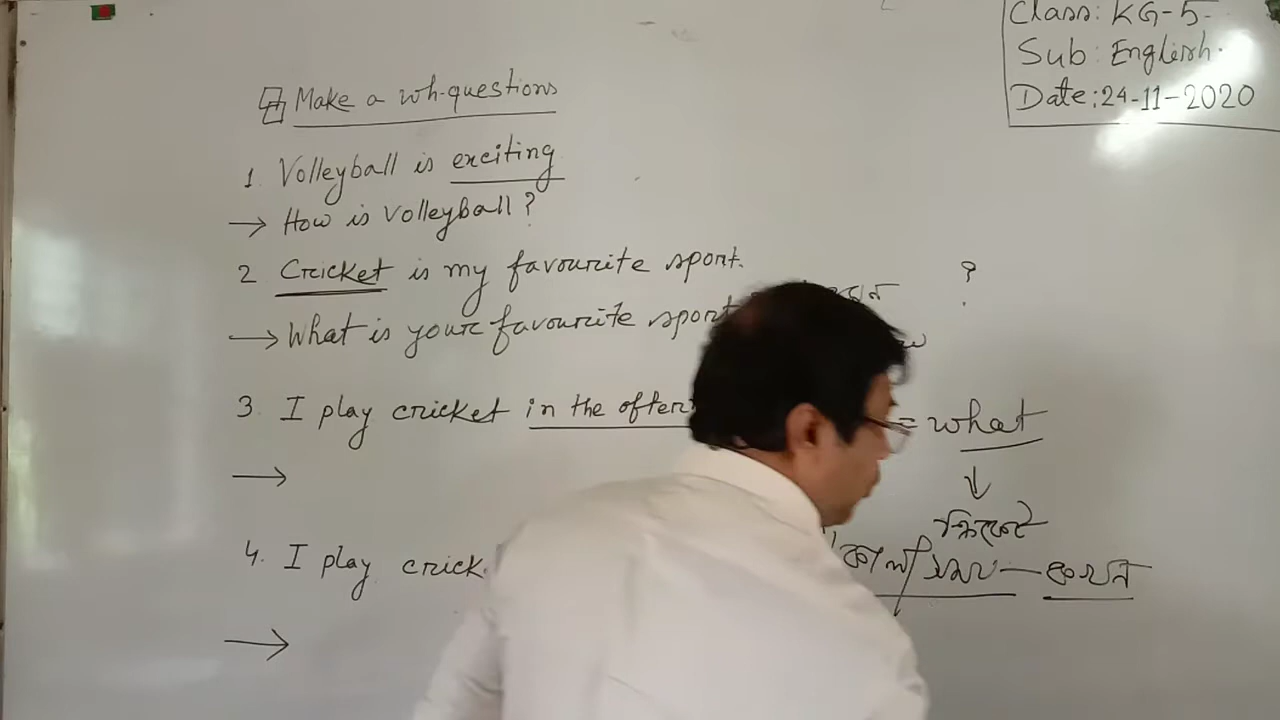 Class: KG-5
Sub: English.
Date: 24-11-2020
Make a wh-questions
1. Volleyball is exciting
→ How is volleyball?
2 Cricket is my favourite sport.
?
→ What is your favourite sport
3. I play cricket in the
= what
→
↓
ক্রিকেট
4. I play
সময় — কখন
→